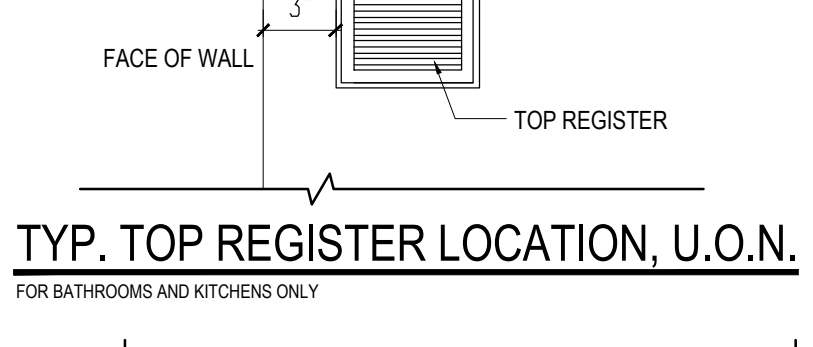 3
FACE OF WALL
TOP REGISTER
TYP. TOP REGISTER LOCATION, U.O.N.
FOR BATHROOMS AND KITCHENS ONLY